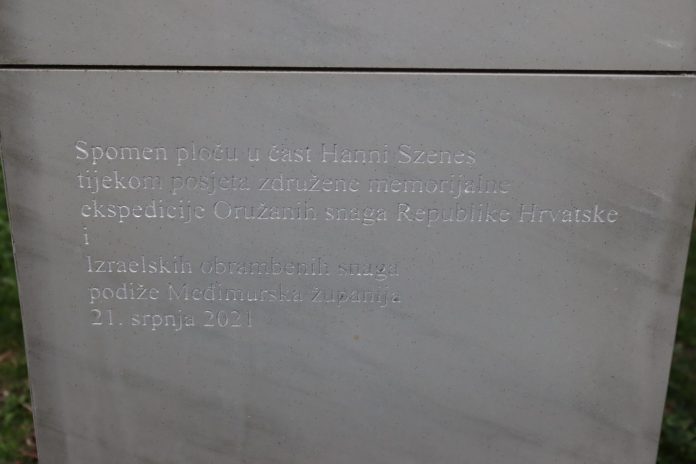 Spomen ploču u čast Hanni Szenes
tijekom posjeta združene memorijalne
ekspedicije Oružanih snaga Republike Hrvatske
i
Izraelskih obrambenih snaga
podiže Međimurska županija
21. srpnja 2021